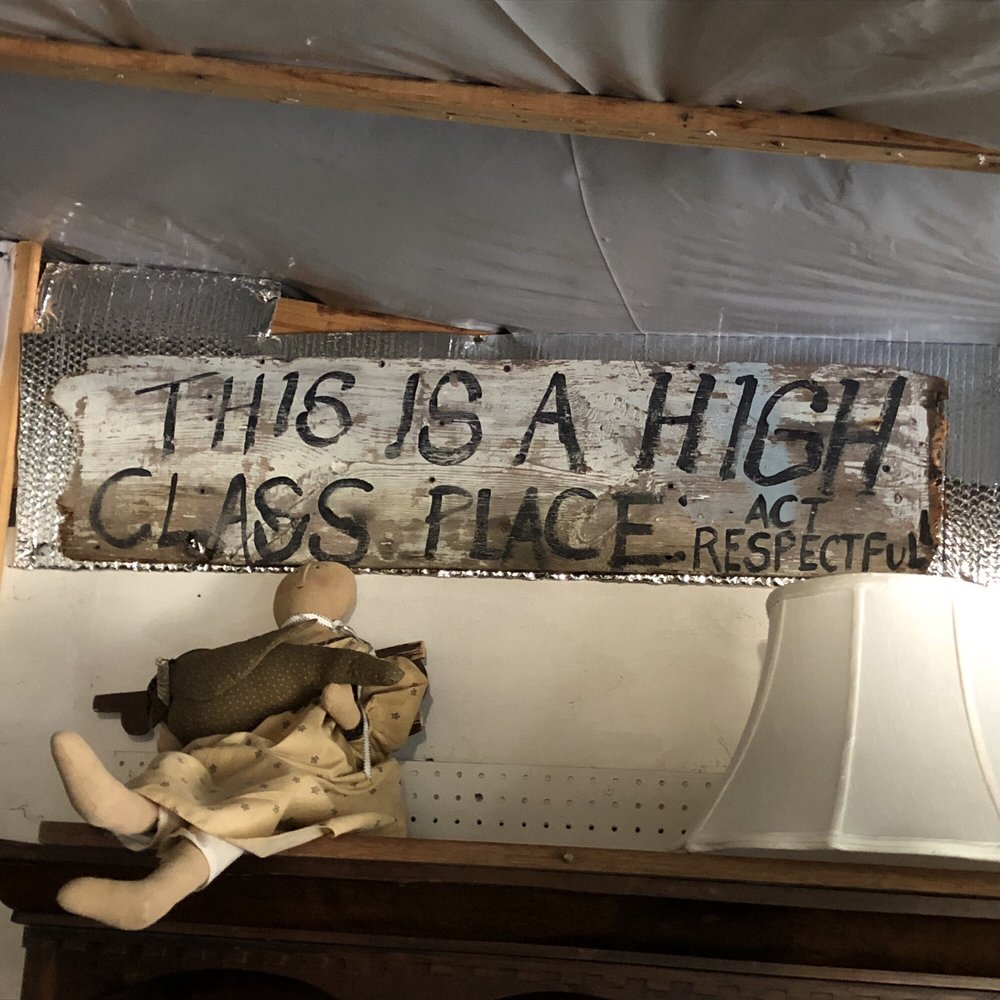 THIS IS A HIGH
CLASS PLACE: ACT
RESPECTFUL